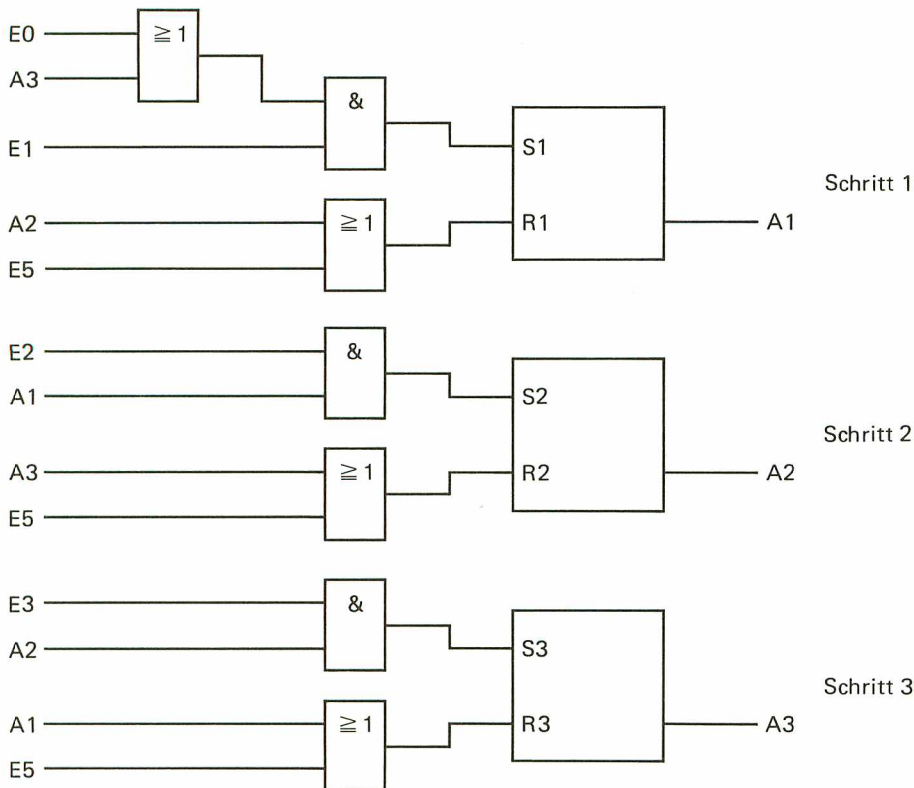 E0
≧ 1
A3
&
E1
S1
Schritt 1
A2
≧ 1
R1
A1
E5
E2
&
A1
S2
Schritt 2
A3
≧ 1
R2
A2
E5
E3
&
A2
S3
Schritt 3
A1
≧ 1
R3
A3
E5